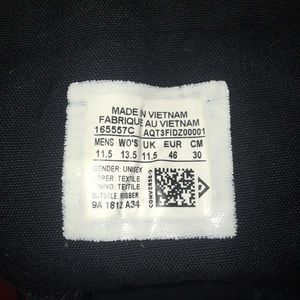 MADE IN VIETNAM
FABRIQUE AU VIETNAM
165557C AQT3FIDZ00001
MENS WO'S UK EUR CM
11.5 13.5 11.5 46 30
GENDER: UNISEX
UPPER: TEXTILE
LINING: TEXTILE
OUTSOLE: RUBBER
9A 1812 A34
CONVERSE